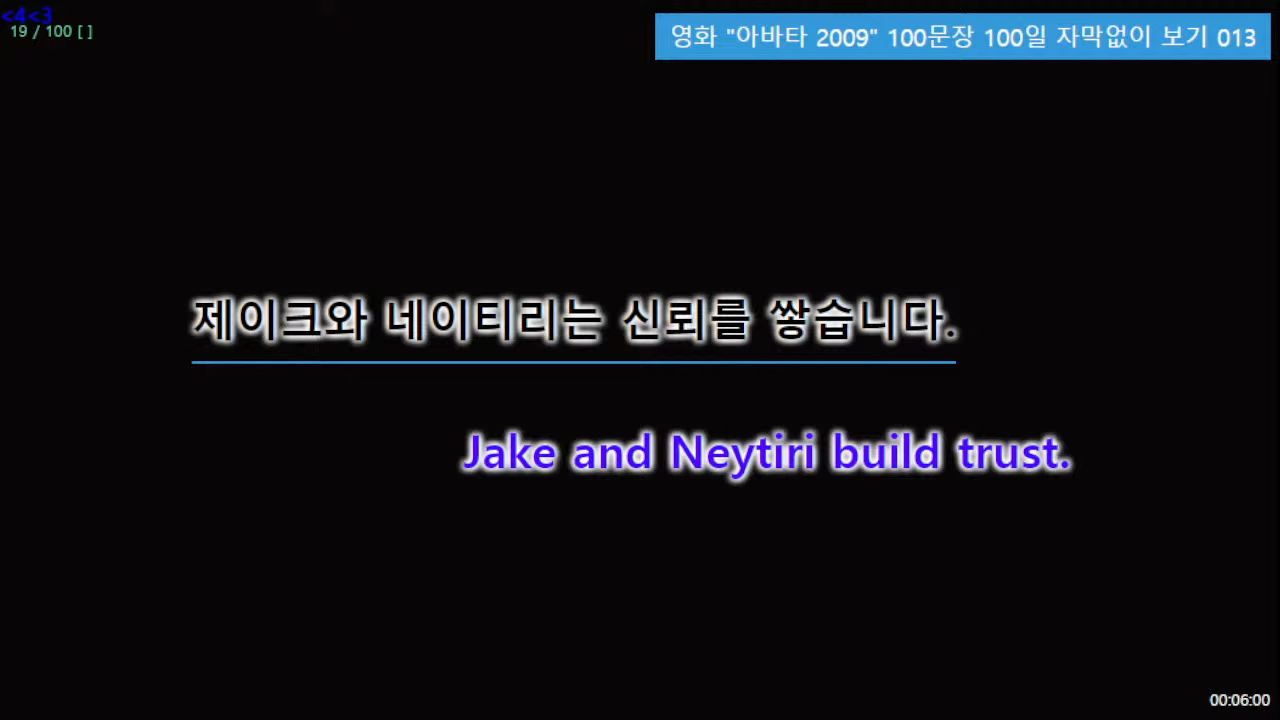 <4<3
19 / 100 [ ]
영화 "아바타 2009" 100문장 100일 자막없이 보기 013
제이크와 네이티리는 신뢰를 쌓습니다.
Jake and Neytiri build trust.
00:06:00